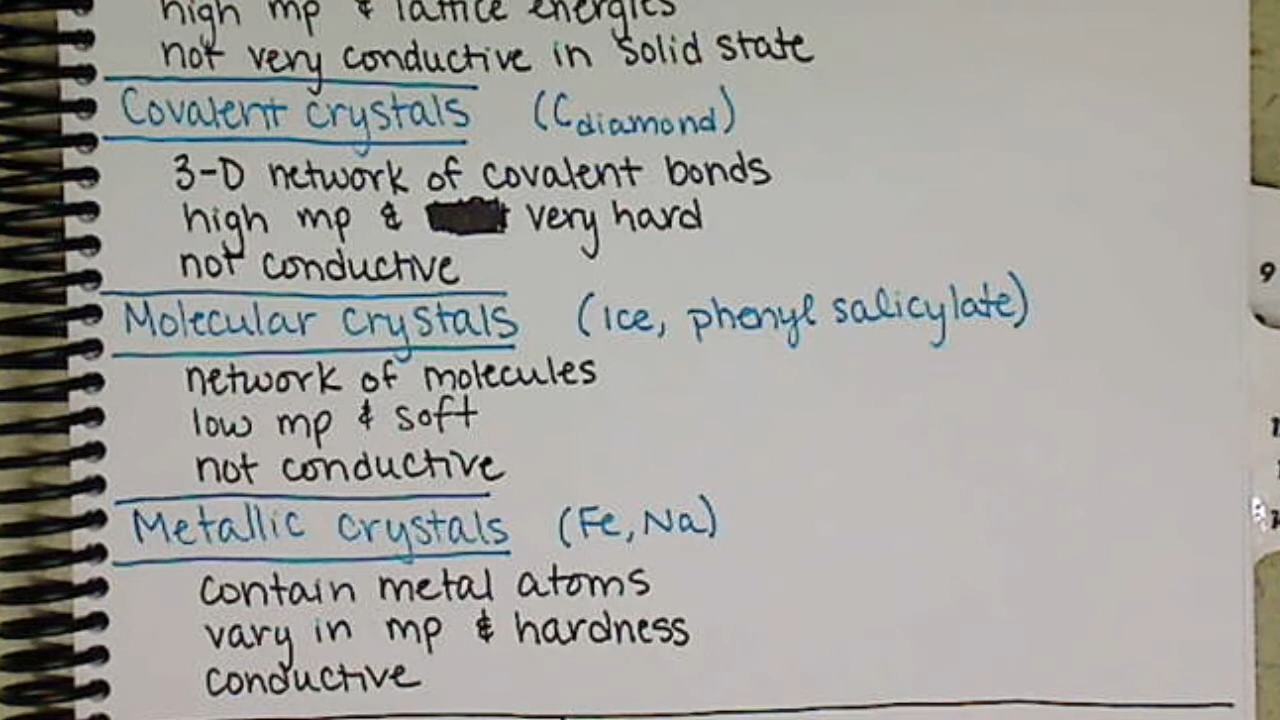 high mp & lattice energies
not very conductive in solid state
Covalent crystals (Cdiamond)
3-D network of covalent bonds
high mp & very hard
not conductive
Molecular crystals (ice, phenyl salicylate)
network of molecules
low mp & soft
not conductive
Metallic crystals (Fe, Na)
contain metal atoms
vary in mp & hardness
conductive
9